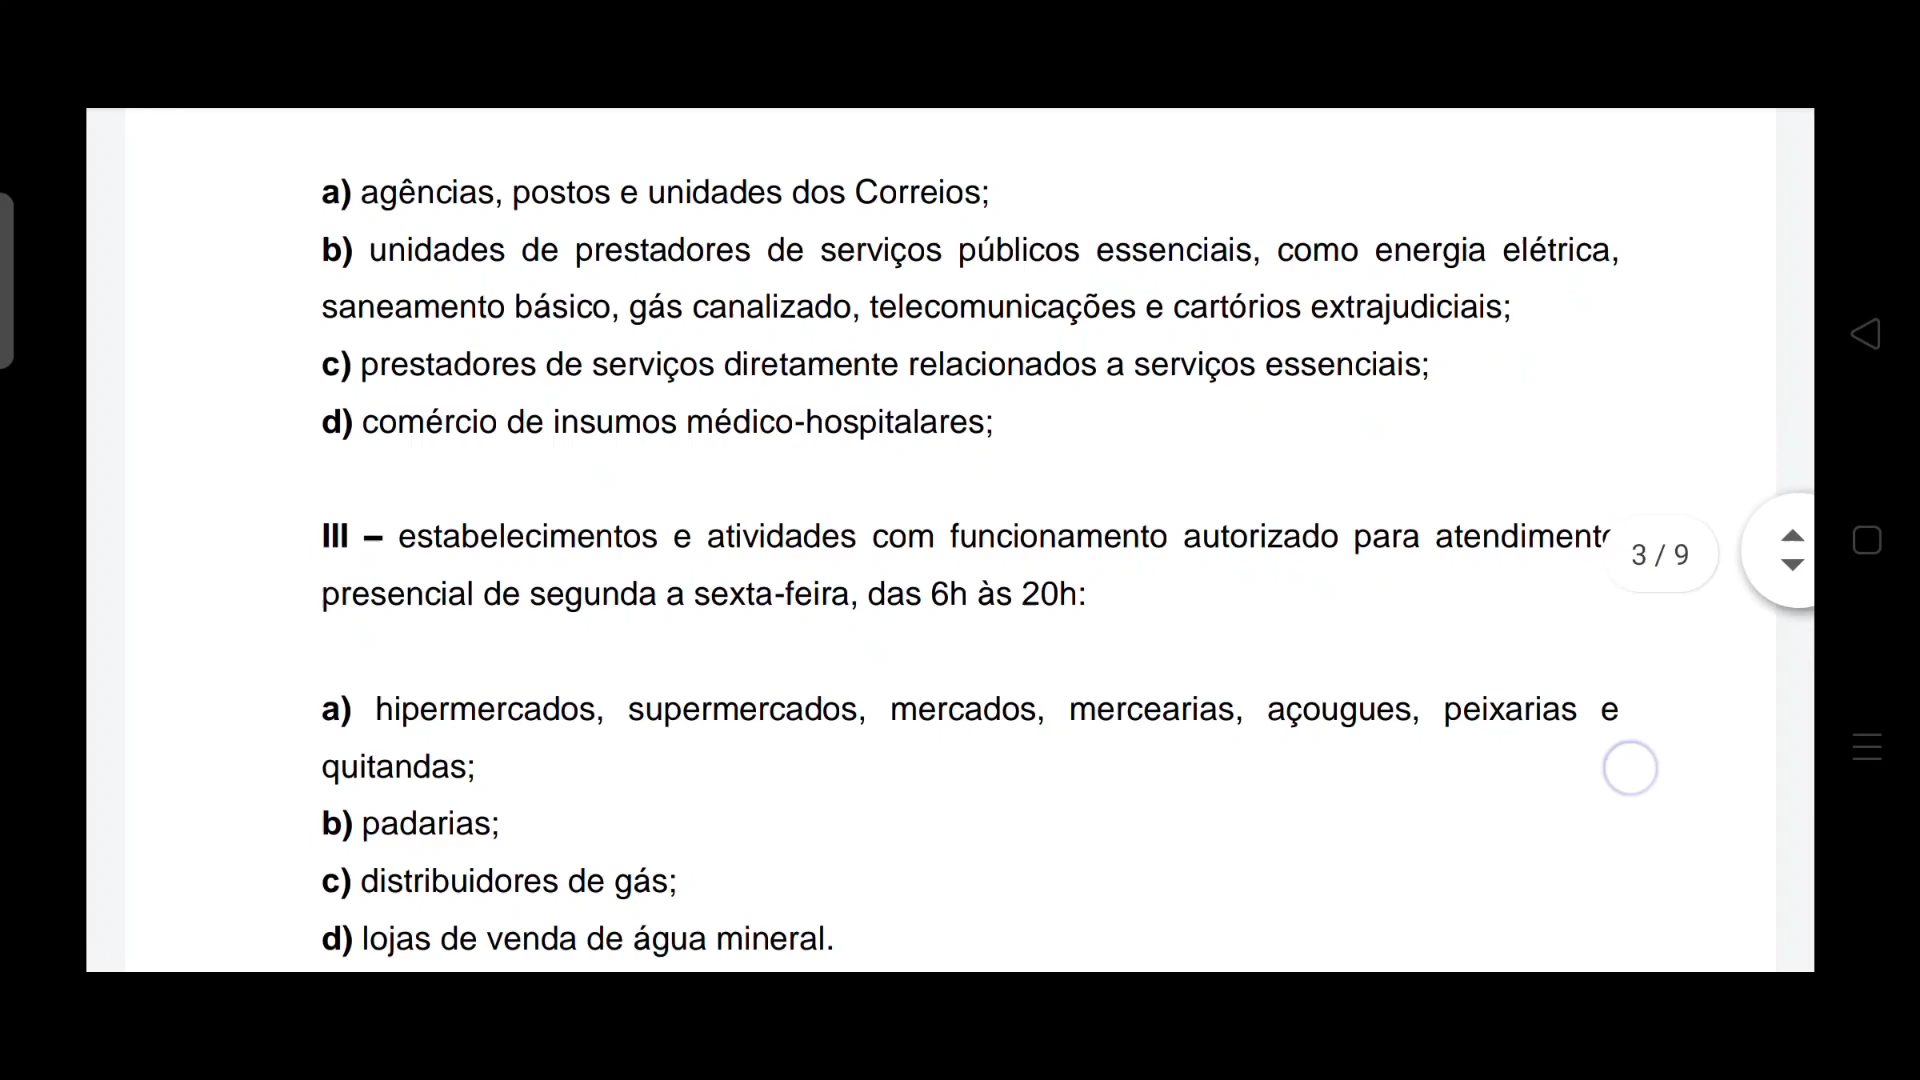 a) agências, postos e unidades dos Correios;
b) unidades de prestadores de serviços públicos essenciais, como energia elétrica,
saneamento básico, gás canalizado, telecomunicações e cartórios extrajudiciais;
c) prestadores de serviços diretamente relacionados a serviços essenciais;
d) comércio de insumos médico-hospitalares;
III – estabelecimentos e atividades com funcionamento autorizado para atendimento
3 / 9
presencial de segunda a sexta-feira, das 6h às 20h:
a) hipermercados, supermercados, mercados, mercearias, açougues, peixarias e
quitandas;
b) padarias;
c) distribuidores de gás;
d) lojas de venda de água mineral.